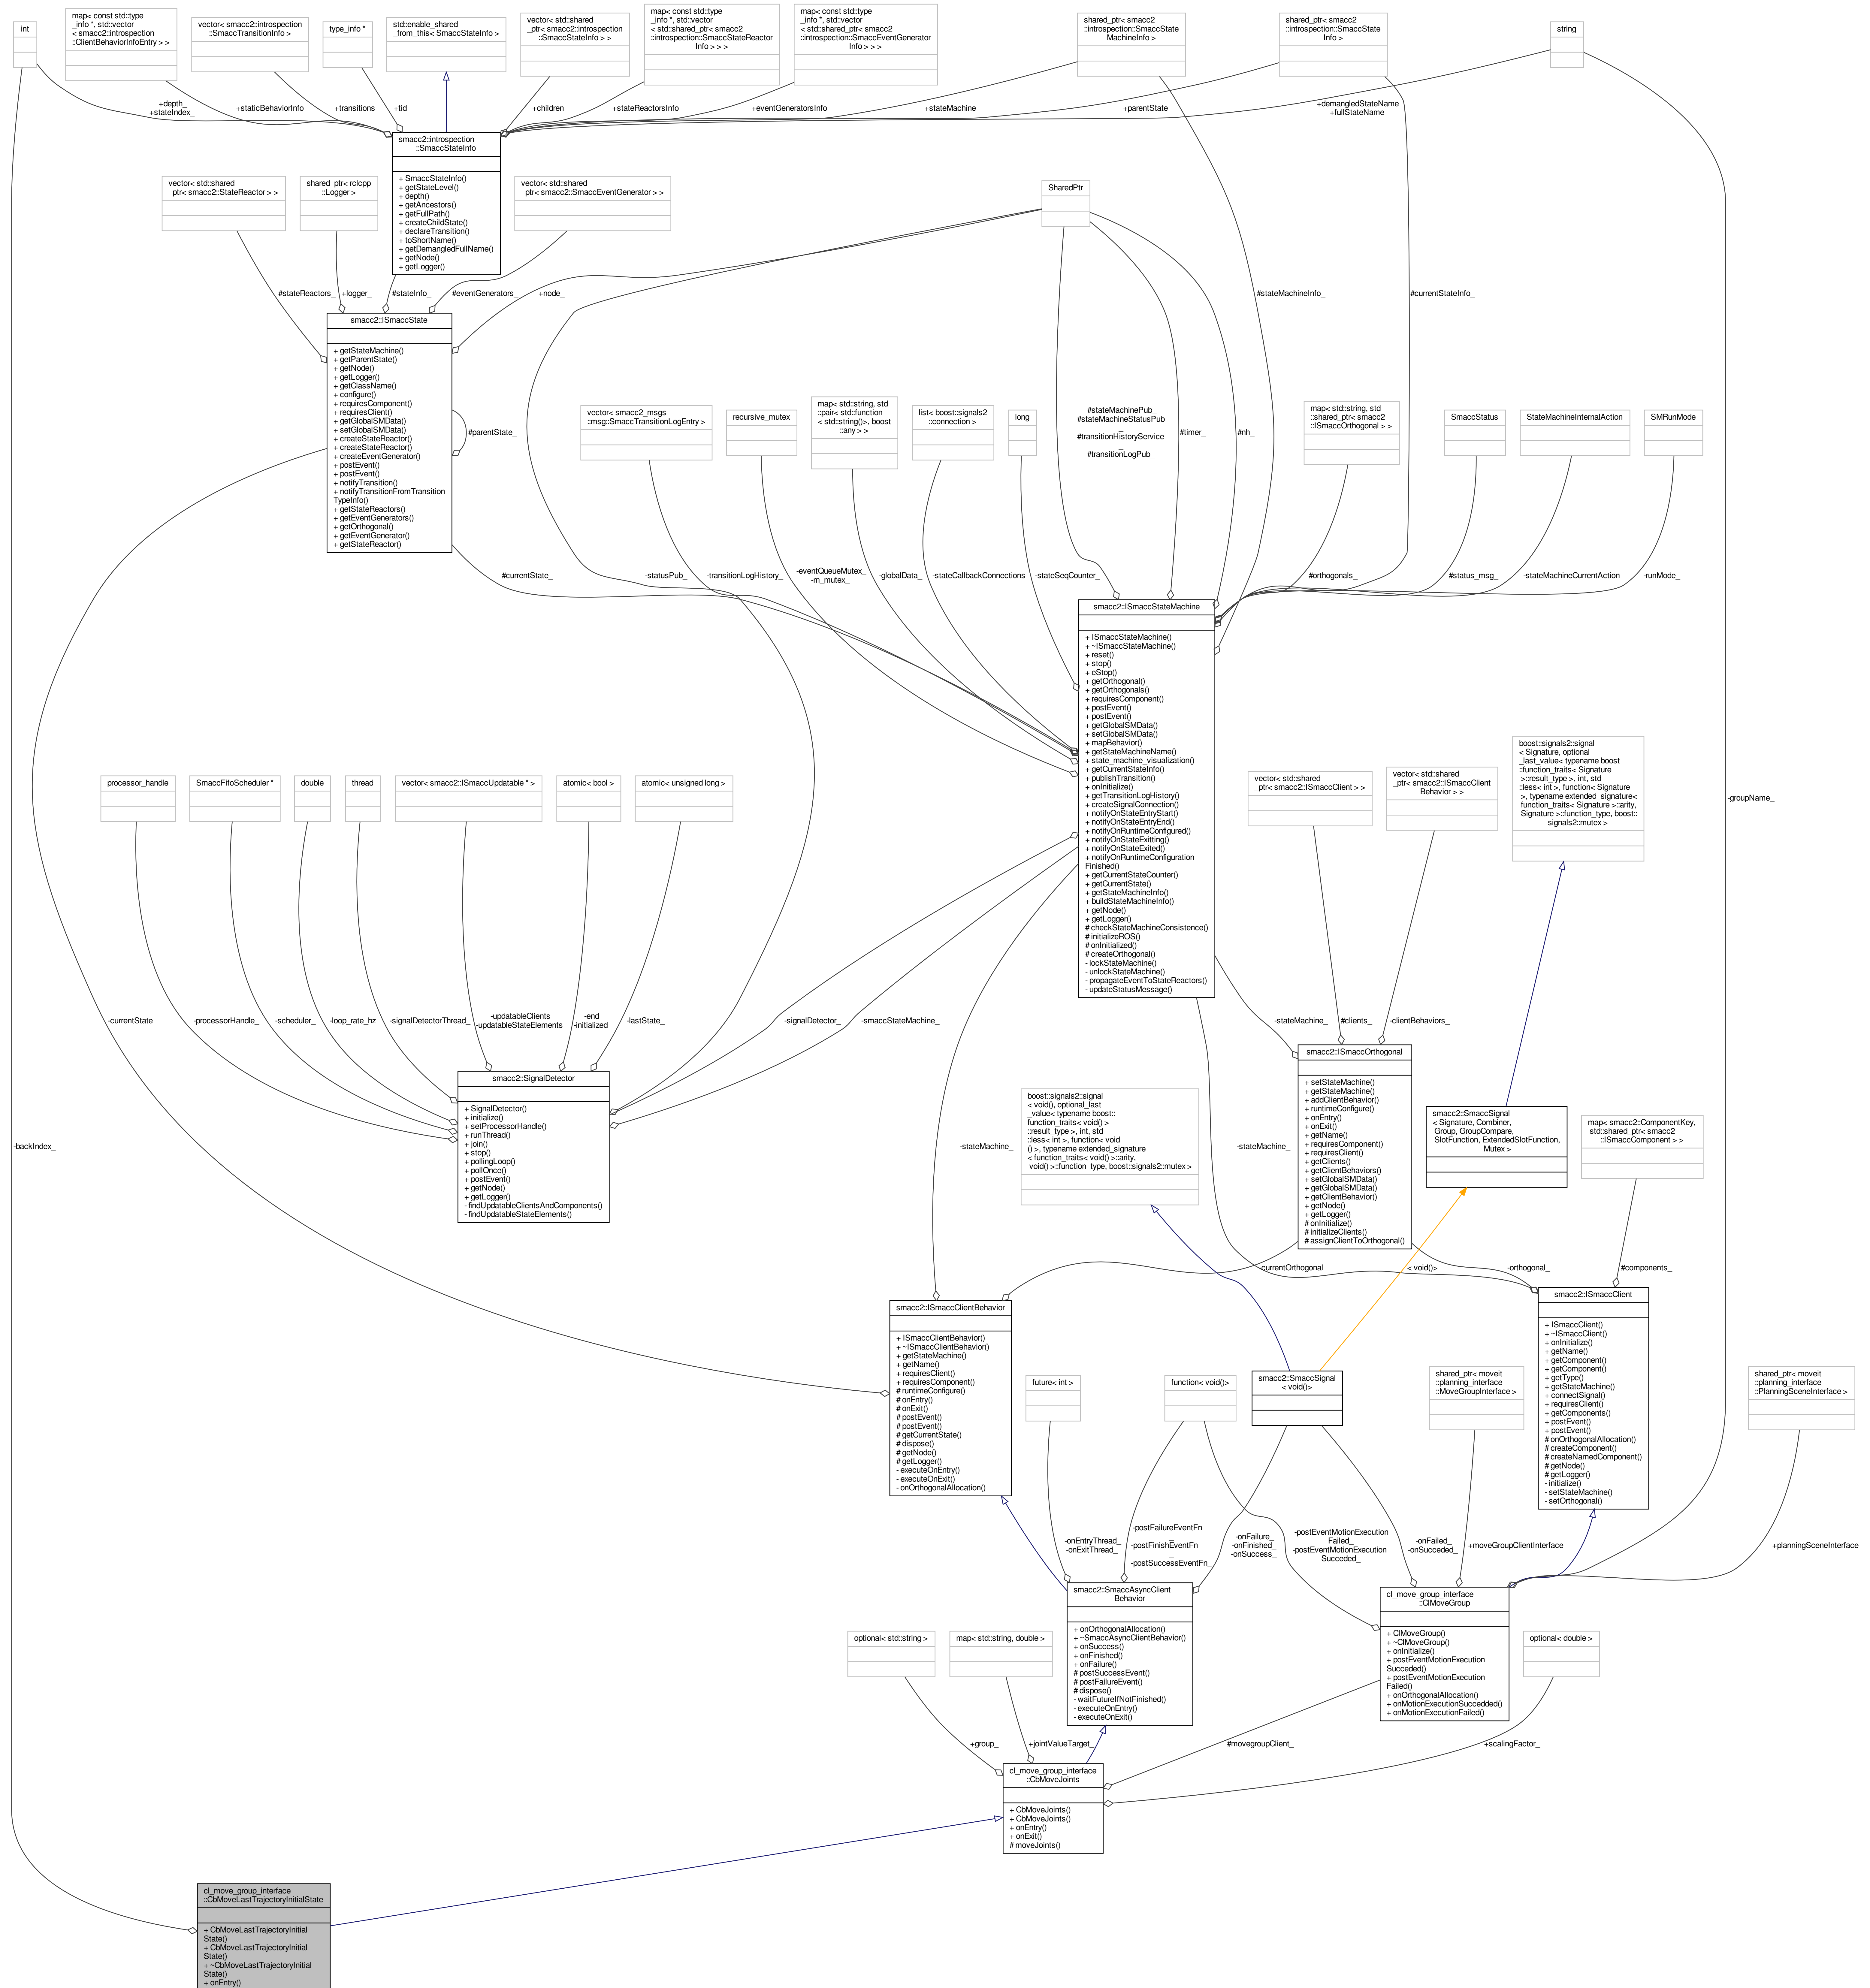 int
map< const std::type
_info *, std::vector
< smacc2::introspection
::ClientBehaviorInfoEntry > >
vector< smacc2::introspection
::SmaccTransitionInfo >
type_info *
std::enable_shared
_from_this< SmaccStateInfo >
vector< std::shared
_ptr< smacc2::introspection
::SmaccStateInfo > >
map< const std::type
_info *, std::vector
< std::shared_ptr< smacc2
::introspection::SmaccStateReactor
Info > > >
map< const std::type
_info *, std::vector
< std::shared_ptr< smacc2
::introspection::SmaccEventGenerator
Info > > >
shared_ptr< smacc2
::introspection::SmaccState
MachineInfo >
shared_ptr< smacc2
::introspection::SmaccState
Info >
string
+depth_
+stateIndex_
+staticBehaviorInfo
+transitions_
+tid_
+children_
+stateReactorsInfo
+eventGeneratorsInfo
+stateMachine_
+parentState_
+demangledStateName
+fullStateName
smacc2::introspection
::SmaccStateInfo
+ SmaccStateInfo()
+ getStateLevel()
+ depth()
+ getAncestors()
+ getFullPath()
+ createChildState()
+ declareTransition()
+ toShortName()
+ getDemangledFullName()
+ getNode()
+ getLogger()
vector< std::shared
_ptr< smacc2::StateReactor > >
shared_ptr< rclcpp
::Logger >
vector< std::shared
_ptr< smacc2::SmaccEventGenerator > >
SharedPtr
#stateReactors_
+logger_
#stateInfo_
#eventGenerators_
+node_
#stateMachineInfo_
#currentStateInfo_
smacc2::ISmaccState
+ getStateMachine()
+ getParentState()
+ getNode()
+ getLogger()
+ getClassName()
+ configure()
+ requiresComponent()
+ requiresClient()
+ getGlobalSMData()
+ setGlobalSMData()
+ createStateReactor()
+ createStateReactor()
+ createEventGenerator()
+ postEvent()
+ postEvent()
+ notifyTransition()
+ notifyTransitionFromTransition
TypeInfo()
+ getStateReactors()
+ getEventGenerators()
+ getOrthogonal()
+ getEventGenerator()
+ getStateReactor()
#parentState_
vector< smacc2_msgs
::msg::SmaccTransitionLogEntry >
recursive_mutex
map< std::string, std
::pair< std::function
< std::string()>, boost
::any > >
list< boost::signals2
::connection >
long
#stateMachinePub_
#stateMachineStatusPub
_
#transitionHistoryService
_
#transitionLogPub_
#timer_
#nh_
map< std::string, std
::shared_ptr< smacc2
::ISmaccOrthogonal > >
SmaccStatus
StateMachineInternalAction
SMRunMode
#currentState_
-statusPub_
-transitionLogHistory_
-eventQueueMutex_
-m_mutex_
-globalData_
-stateCallbackConnections
-stateSeqCounter_
#orthogonals_
#status_msg_
-stateMachineCurrentAction
-runMode_
smacc2::ISmaccStateMachine
+ ISmaccStateMachine()
+ ~ISmaccStateMachine()
+ reset()
+ stop()
+ eStop()
+ getOrthogonal()
+ getOrthogonals()
+ requiresComponent()
+ postEvent()
+ postEvent()
+ getGlobalSMData()
+ setGlobalSMData()
+ mapBehavior()
+ getStateMachineName()
+ state_machine_visualization()
+ getCurrentStateInfo()
+ publishTransition()
+ onInitialize()
+ getTransitionLogHistory()
+ createSignalConnection()
+ notifyOnStateEntryStart()
+ notifyOnStateEntryEnd()
+ notifyOnRuntimeConfigured()
+ notifyOnStateExitting()
+ notifyOnStateExited()
+ notifyOnRuntimeConfiguration
Finished()
+ getCurrentStateCounter()
+ getCurrentState()
+ getStateMachineInfo()
+ buildStateMachineInfo()
+ getNode()
+ getLogger()
# checkStateMachineConsistence()
# initializeROS()
# onInitialized()
# createOrthogonal()
- lockStateMachine()
- unlockStateMachine()
- propagateEventToStateReactors()
- updateStatusMessage()
processor_handle
SmaccFifoScheduler *
double
thread
vector< smacc2::ISmaccUpdatable * >
atomic< bool >
atomic< unsigned long >
vector< std::shared
_ptr< smacc2::ISmaccClient > >
vector< std::shared
_ptr< smacc2::ISmaccClient
Behavior > >
boost::signals2::signal
< Signature, optional
_last_value< typename boost
::function_traits< Signature
>::result_type >, int, std
::less< int >, function< Signature
>, typename extended_signature<
function_traits< Signature >::arity,
Signature >::function_type, boost::
signals2::mutex >
-groupName_
-currentState
-processorHandle_
-scheduler_
-loop_rate_hz
-signalDetectorThread_
-updatableClients_
-updatableStateElements_
-end_
-initialized_
-lastState_
-signalDetector_
-smaccStateMachine_
-stateMachine_
#clients_
-clientBehaviors_
smacc2::SignalDetector
+ SignalDetector()
+ initialize()
+ setProcessorHandle()
+ runThread()
+ join()
+ stop()
+ pollingLoop()
+ pollOnce()
+ postEvent()
+ getNode()
+ getLogger()
- findUpdatableClientsAndComponents()
- findUpdatableStateElements()
smacc2::ISmaccOrthogonal
+ setStateMachine()
+ getStateMachine()
+ addClientBehavior()
+ runtimeConfigure()
+ onEntry()
+ onExit()
+ getName()
+ requiresComponent()
+ requiresClient()
+ getClients()
+ getClientBehaviors()
+ setGlobalSMData()
+ getGlobalSMData()
+ getClientBehavior()
+ getNode()
+ getLogger()
# onInitialize()
# initializeClients()
# assignClientToOrthogonal()
boost::signals2::signal
< void(), optional_last
_value< typename boost::
function_traits< void() >
::result_type >, int, std
::less< int >, function< void
() >, typename extended_signature
< function_traits< void() >::arity,
void() >::function_type, boost::signals2::mutex >
smacc2::SmaccSignal
< Signature, Combiner,
Group, GroupCompare,
SlotFunction, ExtendedSlotFunction,
Mutex >
map< smacc2::ComponentKey,
std::shared_ptr< smacc2
::ISmaccComponent > >
-backIndex_
-stateMachine_
-stateMachine_
-currentOrthogonal
< void()>
-orthogonal_
#components_
smacc2::ISmaccClientBehavior
+ ISmaccClientBehavior()
+ ~ISmaccClientBehavior()
+ getStateMachine()
+ getName()
+ requiresClient()
+ requiresComponent()
# runtimeConfigure()
# onEntry()
# onExit()
# postEvent()
# postEvent()
# getCurrentState()
# dispose()
# getNode()
# getLogger()
- executeOnEntry()
- executeOnExit()
- onOrthogonalAllocation()
smacc2::ISmaccClient
+ ISmaccClient()
+ ~ISmaccClient()
+ onInitialize()
+ getName()
+ getComponent()
+ getComponent()
+ getType()
+ getStateMachine()
+ connectSignal()
+ requiresClient()
+ getComponents()
+ postEvent()
+ postEvent()
# onOrthogonalAllocation()
# createComponent()
# createNamedComponent()
# getNode()
# getLogger()
- initialize()
- setStateMachine()
- setOrthogonal()
future< int >
function< void()>
smacc2::SmaccSignal
< void()>
shared_ptr< moveit
::planning_interface
::MoveGroupInterface >
shared_ptr< moveit
::planning_interface
::PlanningSceneInterface >
-onEntryThread_
-onExitThread_
-postFailureEventFn
_
-postFinishEventFn
_
-postSuccessEventFn_
-onFailure_
-onFinished_
-onSuccess_
-postEventMotionExecution
Failed_
-postEventMotionExecution
Succeded_
-onFailed_
-onSucceded_
+moveGroupClientInterface
+planningSceneInterface
smacc2::SmaccAsyncClient
Behavior
+ onOrthogonalAllocation()
+ ~SmaccAsyncClientBehavior()
+ onSuccess()
+ onFinished()
+ onFailure()
# postSuccessEvent()
# postFailureEvent()
# dispose()
- waitFutureIfNotFinished()
- executeOnEntry()
- executeOnExit()
cl_move_group_interface
::ClMoveGroup
+ ClMoveGroup()
+ ~ClMoveGroup()
+ onInitialize()
+ postEventMotionExecution
Succeded()
+ postEventMotionExecution
Failed()
+ onOrthogonalAllocation()
+ onMotionExecutionSuccedded()
+ onMotionExecutionFailed()
optional< std::string >
map< std::string, double >
optional< double >
+group_
+jointValueTarget_
#movegroupClient_
+scalingFactor_
cl_move_group_interface
::CbMoveJoints
+ CbMoveJoints()
+ CbMoveJoints()
+ onEntry()
+ onExit()
# moveJoints()
cl_move_group_interface
::CbMoveLastTrajectoryInitialState
+ CbMoveLastTrajectoryInitial
State()
+ CbMoveLastTrajectoryInitial
State()
+ ~CbMoveLastTrajectoryInitial
State()
+ onEntry()